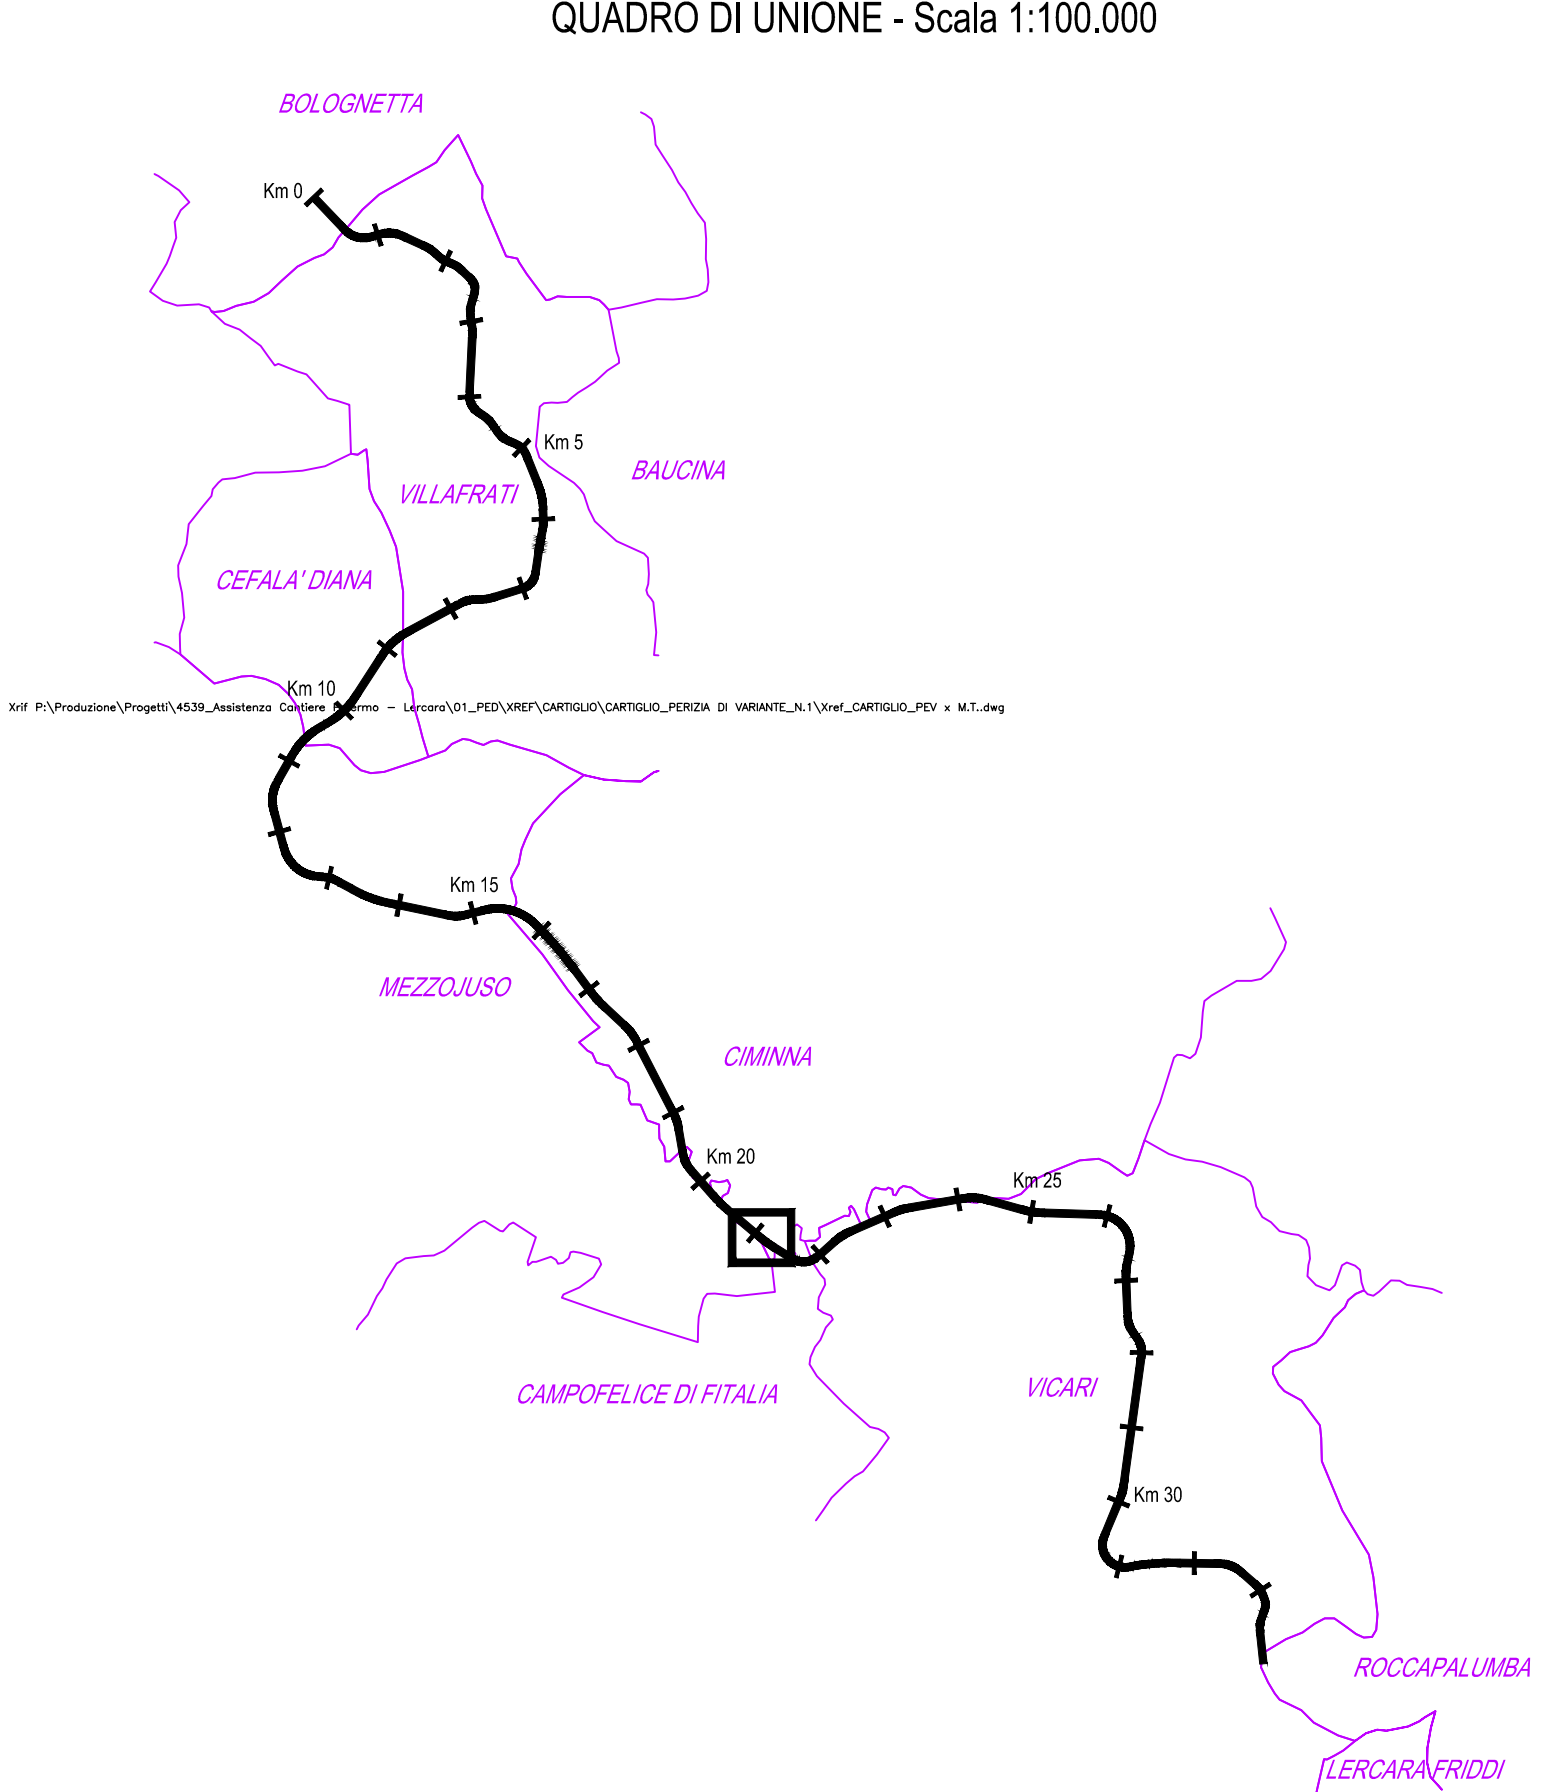 QUADRO DI UNIONE - Scala 1:100.000
BOLOGNETTA
Km 0
Km 5
BAUCINA
VILLAFRATI
CEFALA' DIANA
Km 10
Xrif P:\Produzione\Progetti\4539_Assistenza Cantiere Palermo — Lercara\01_PED\XREF\CARTIGLIO\CARTIGLIO_PERIZIA DI VARIANTE_N.1\Xref_CARTIGLIO_PEV x M.T..dwg
Km 15
MEZZOJUSO
CIMINNA
Km 20
Km 25
CAMPOFELICE DI FITALIA
VICARI
Km 30
ROCCAPALUMBA
LERCARA FRIDDI